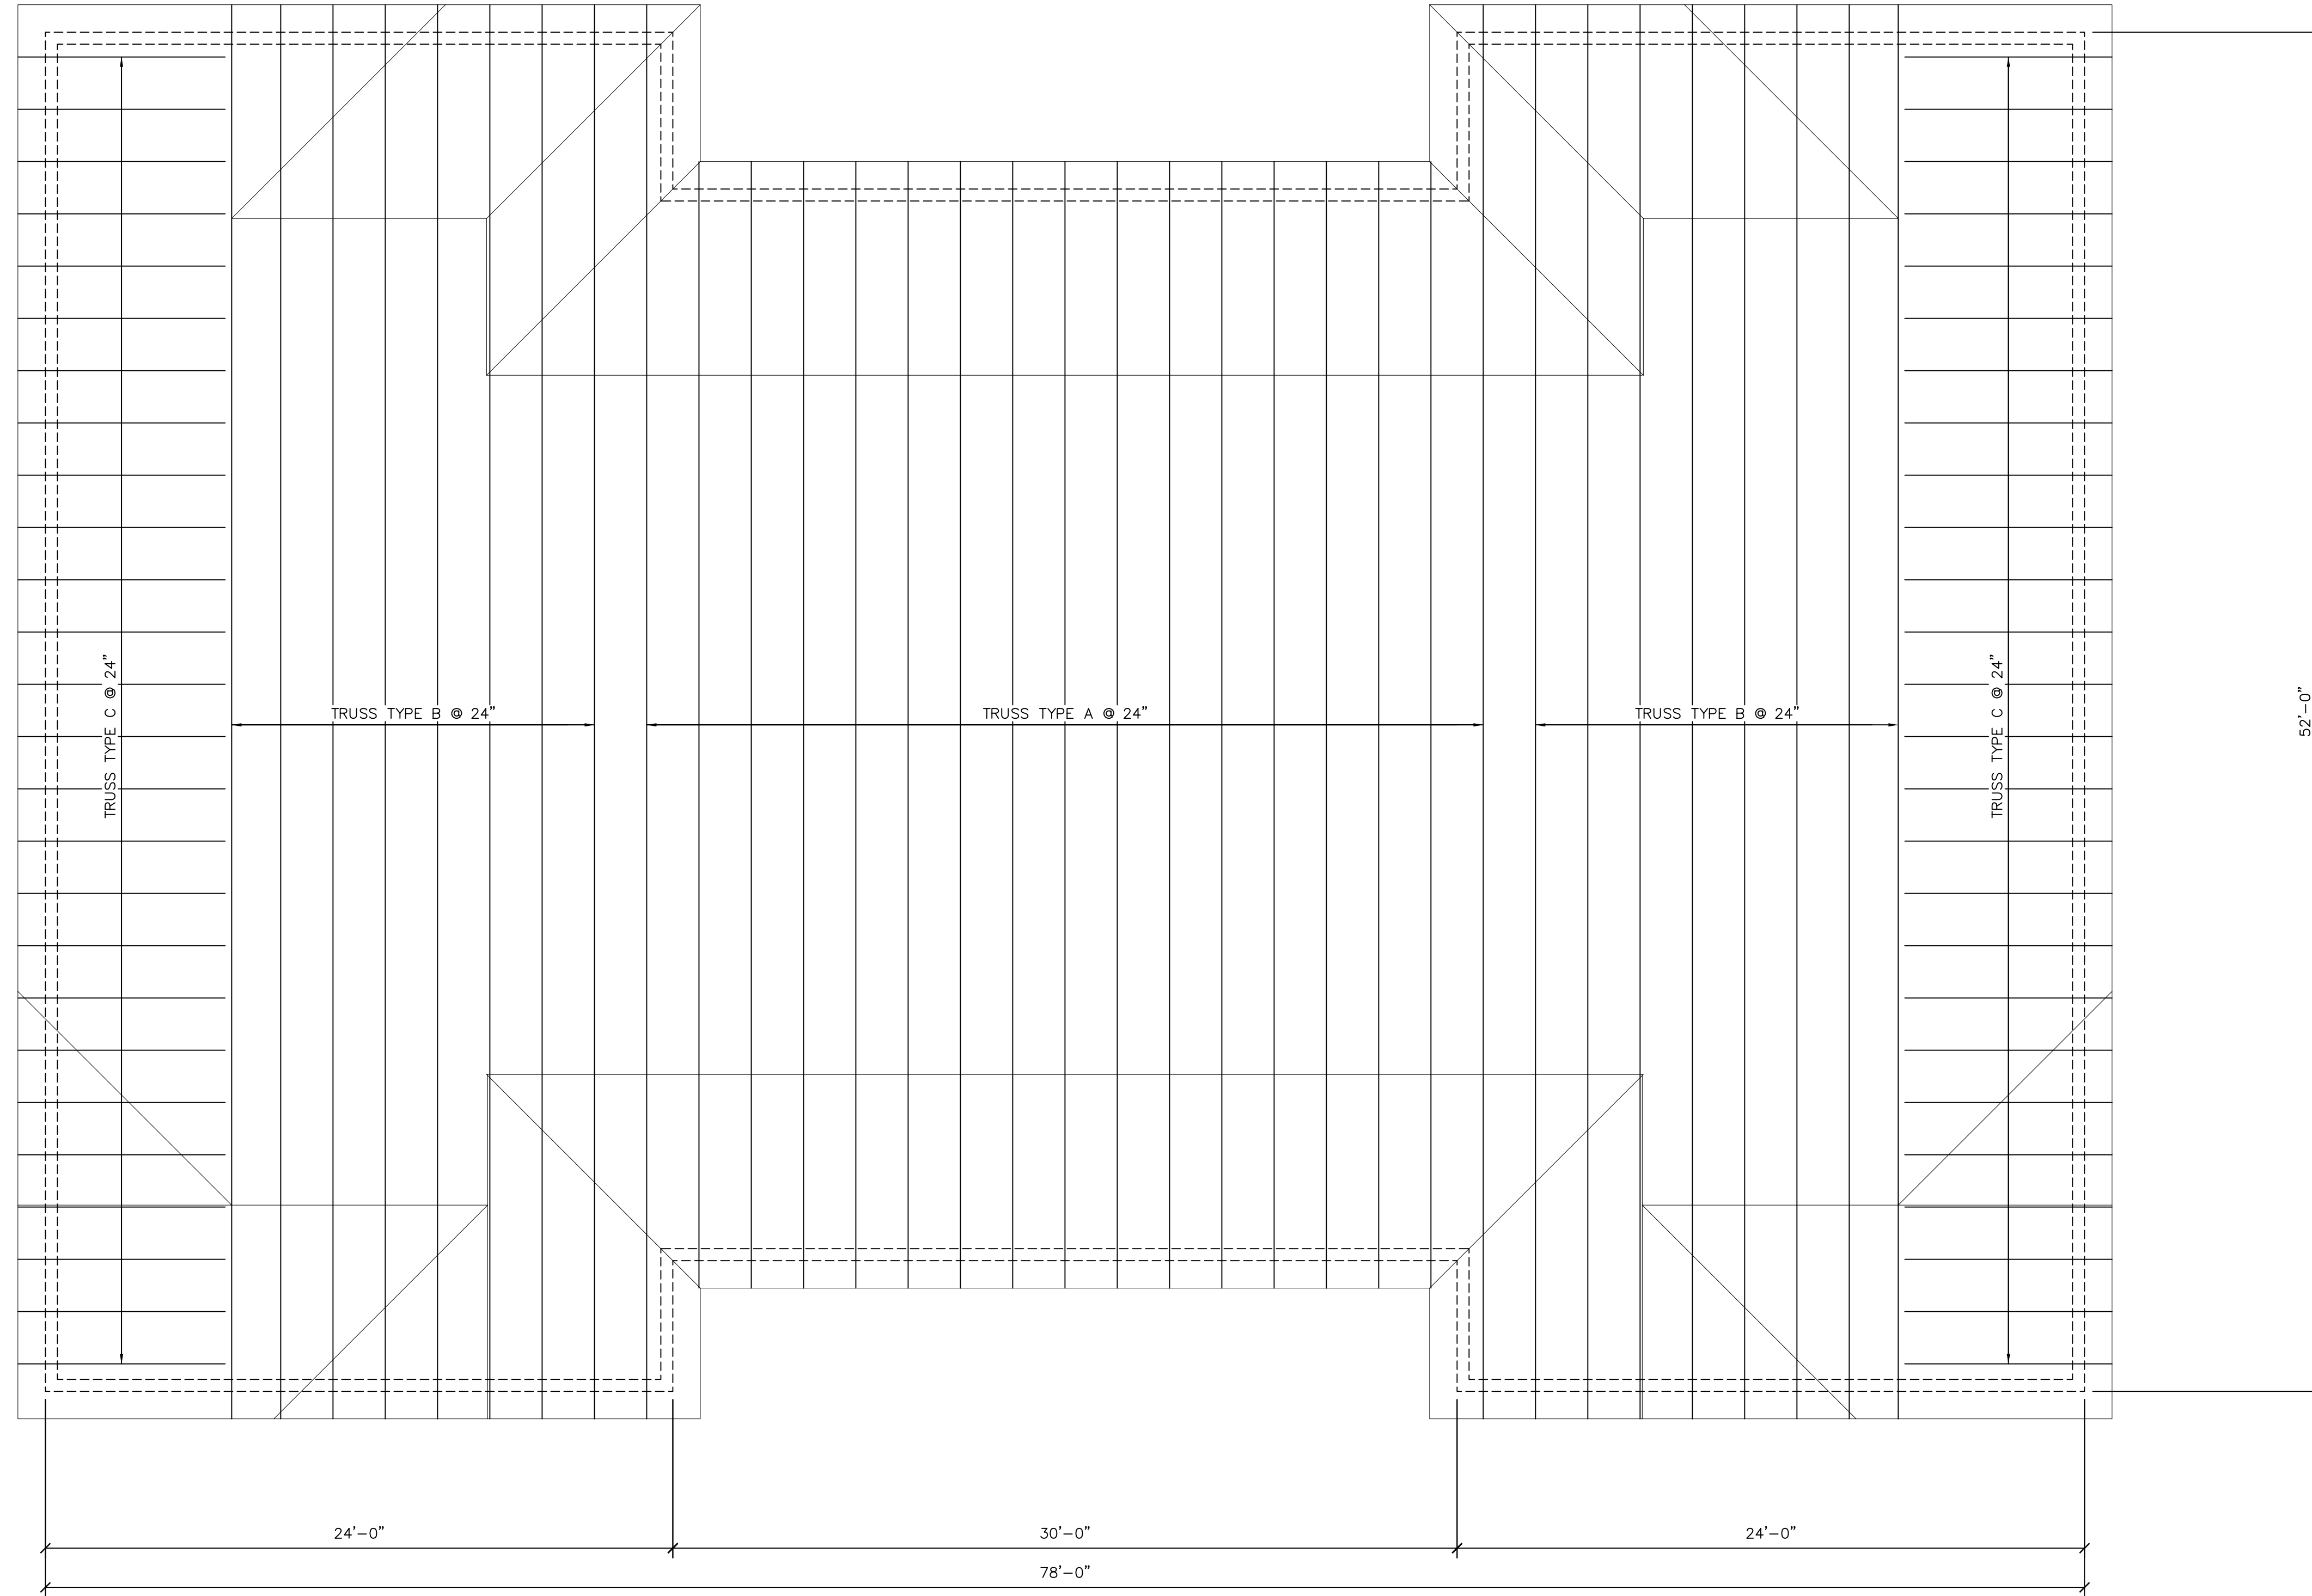 TRUSS TYPE C @ 24”
TRUSS TYPE B @ 24”
TRUSS TYPE A @ 24”
TRUSS TYPE B @ 24”
TRUSS TYPE C @ 24”
52'–0”
24'–0”
30'–0”
24'–0”
78'–0”